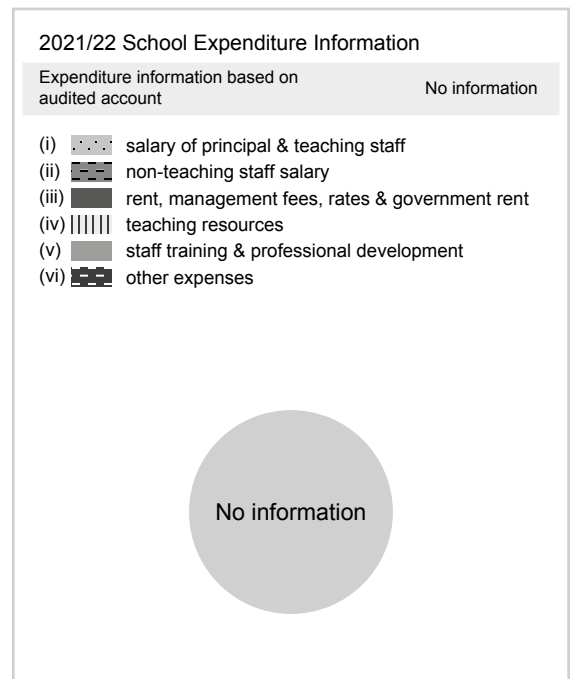 2021/22 School Expenditure Information
Expenditure information based on
audited account
No information
(i) salary of principal & teaching staff
(ii) non-teaching staff salary
(iii) rent, management fees, rates & government rent
(iv) teaching resources
(v) staff training & professional development
(vi) other expenses
No information